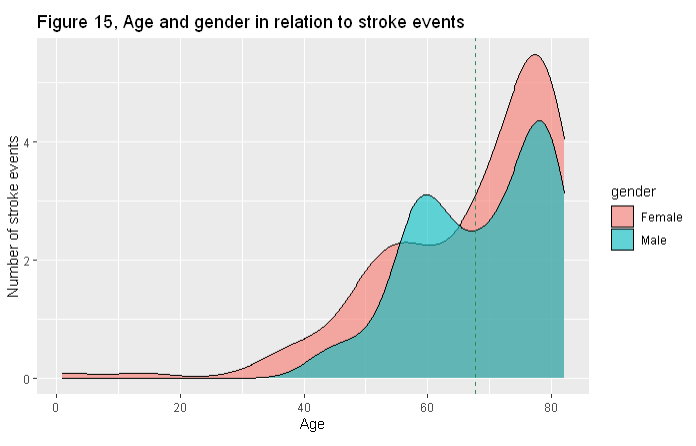 Figure 15, Age and gender in relation to stroke events
Number of stroke events
4
2
0
0 20 40 60 80
Age
gender
Female
Male